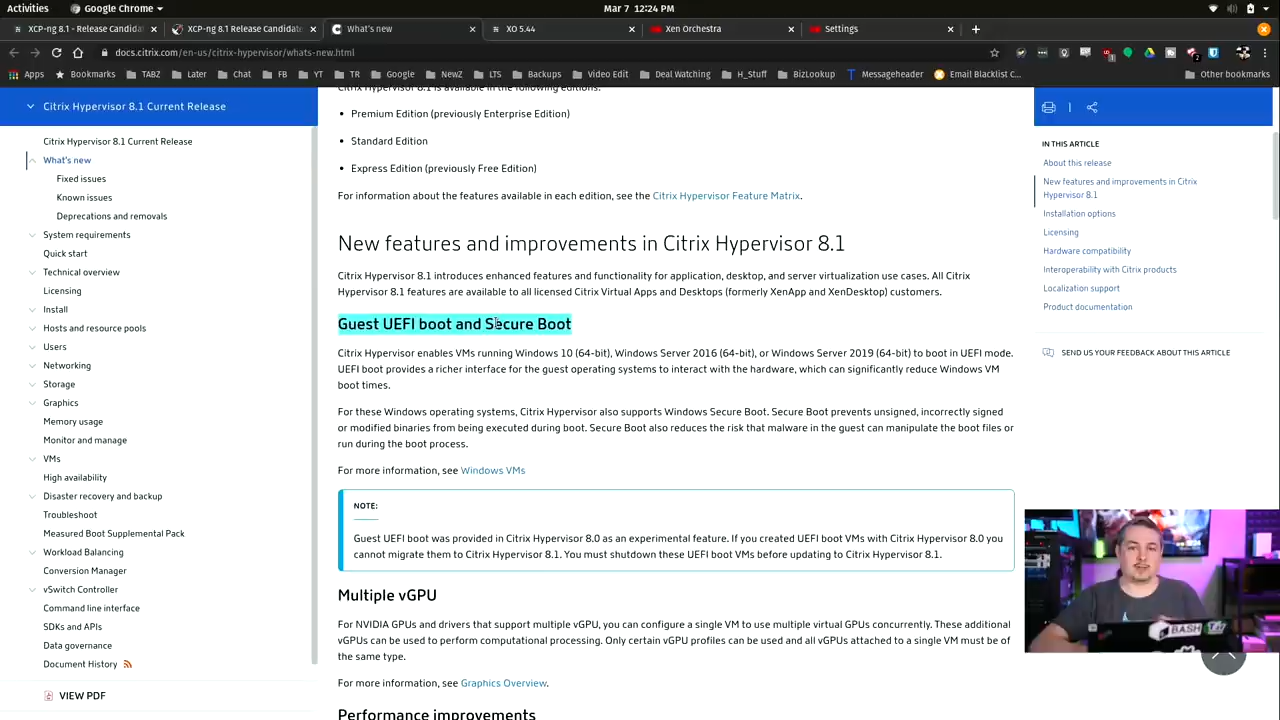 Activities
Google Chrome
Mar 7 12:24 PM
XCP-ng 8.1 - Release Candidat
XCP-ng 8.1 Release Candidat
What's new
XO 5.44
Xen Orchestra
Settings
docs.citrix.com/en-us/citrix-hypervisor/whats-new.html
Apps
Bookmarks
TABZ
Later
Chat
FB
YT
TR
Google
NewZ
LTS
Backups
Video Edit
Deal Watching
H_Stuff
BizLookup
Messageheader
Email Blacklist C...
Other bookmarks
Citrix Hypervisor 8.1 Current Release
Citrix Hypervisor 8.1 Current Release
What's new
Fixed issues
Known issues
Deprecations and removals
System requirements
Quick start
Technical overview
Licensing
Install
Hosts and resource pools
Users
Networking
Storage
Graphics
Memory usage
Monitor and manage
VMs
High availability
Disaster recovery and backup
Troubleshoot
Measured Boot Supplemental Pack
Workload Balancing
Conversion Manager
vSwitch Controller
Command line interface
SDKs and APIs
Data governance
Document History
VIEW PDF
Citrix Hypervisor 8.1 is available in the following editions:
Premium Edition (previously Enterprise Edition)
Standard Edition
Express Edition (previously Free Edition)
For information about the features available in each edition, see the Citrix Hypervisor Feature Matrix.
New features and improvements in Citrix Hypervisor 8.1
Citrix Hypervisor 8.1 introduces enhanced features and functionality for application, desktop, and server virtualization use cases. All Citrix
Hypervisor 8.1 features are available to all licensed Citrix Virtual Apps and Desktops (formerly XenApp and XenDesktop) customers.
Guest UEFI boot and Secure Boot
Citrix Hypervisor enables VMs running Windows 10 (64-bit), Windows Server 2016 (64-bit), or Windows Server 2019 (64-bit) to boot in UEFI mode.
UEFI boot provides a richer interface for the guest operating systems to interact with the hardware, which can significantly reduce Windows VM
boot times.
For these Windows operating systems, Citrix Hypervisor also supports Windows Secure Boot. Secure Boot prevents unsigned, incorrectly signed
or modified binaries from being executed during boot. Secure Boot also reduces the risk that malware in the guest can manipulate the boot files or
run during the boot process.
For more information, see Windows VMs
NOTE:
Guest UEFI boot was provided in Citrix Hypervisor 8.0 as an experimental feature. If you created UEFI boot VMs with Citrix Hypervisor 8.0 you
cannot migrate them to Citrix Hypervisor 8.1. You must shutdown these UEFI boot VMs before updating to Citrix Hypervisor 8.1.
Multiple vGPU
For NVIDIA GPUs and drivers that support multiple vGPU, you can configure a single VM to use multiple virtual GPUs concurrently. These additional
vGPUs can be used to perform computational processing. Only certain vGPU profiles can be used and all vGPUs attached to a single VM must be of
the same type.
For more information, see Graphics Overview.
Performance improvements
IN THIS ARTICLE
About this release
New features and improvements in Citrix
Hypervisor 8.1
Installation options
Licensing
Hardware compatibility
Interoperability with Citrix products
Localization support
Product documentation
SEND US YOUR FEEDBACK ABOUT THIS ARTICLE